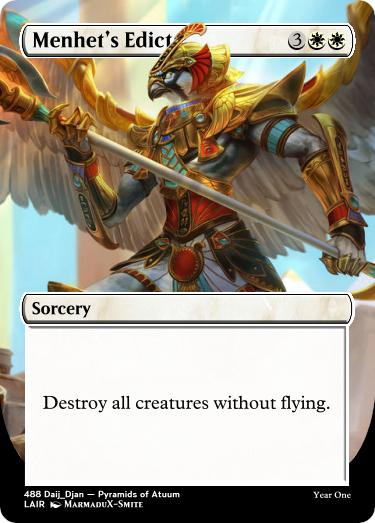 Menhet's Edict 3
Sorcery
Destroy all creatures without flying.
488 Daij_Djan — Pyramids of Atuum
Year One
LAIR MarmaduX-Smite